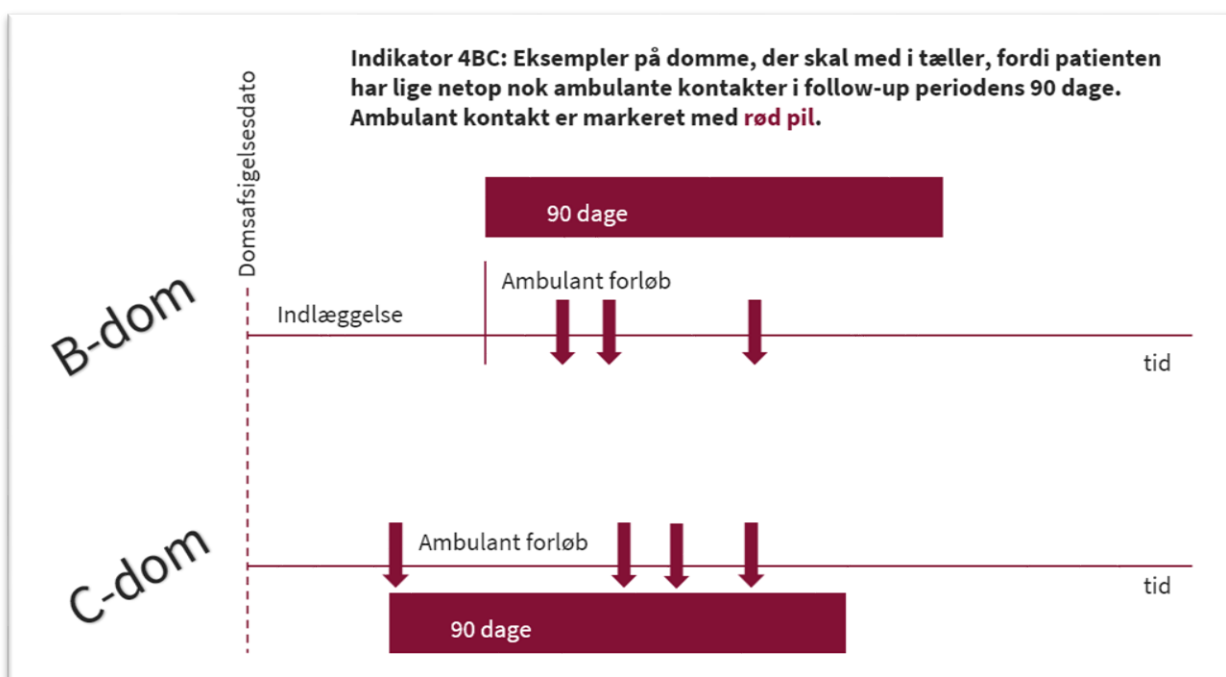 Indikator 4BC: Eksempler på domme, der skal med i tæller, fordi patienten
har lige netop nok ambulante kontakter i follow-up periodens 90 dage.
Ambulant kontakt er markeret med rød pil.
Domsafsigelsesdato
90 dage
B-dom
Ambulant forløb
Indlæggelse
tid
C-dom
Ambulant forløb
tid
90 dage